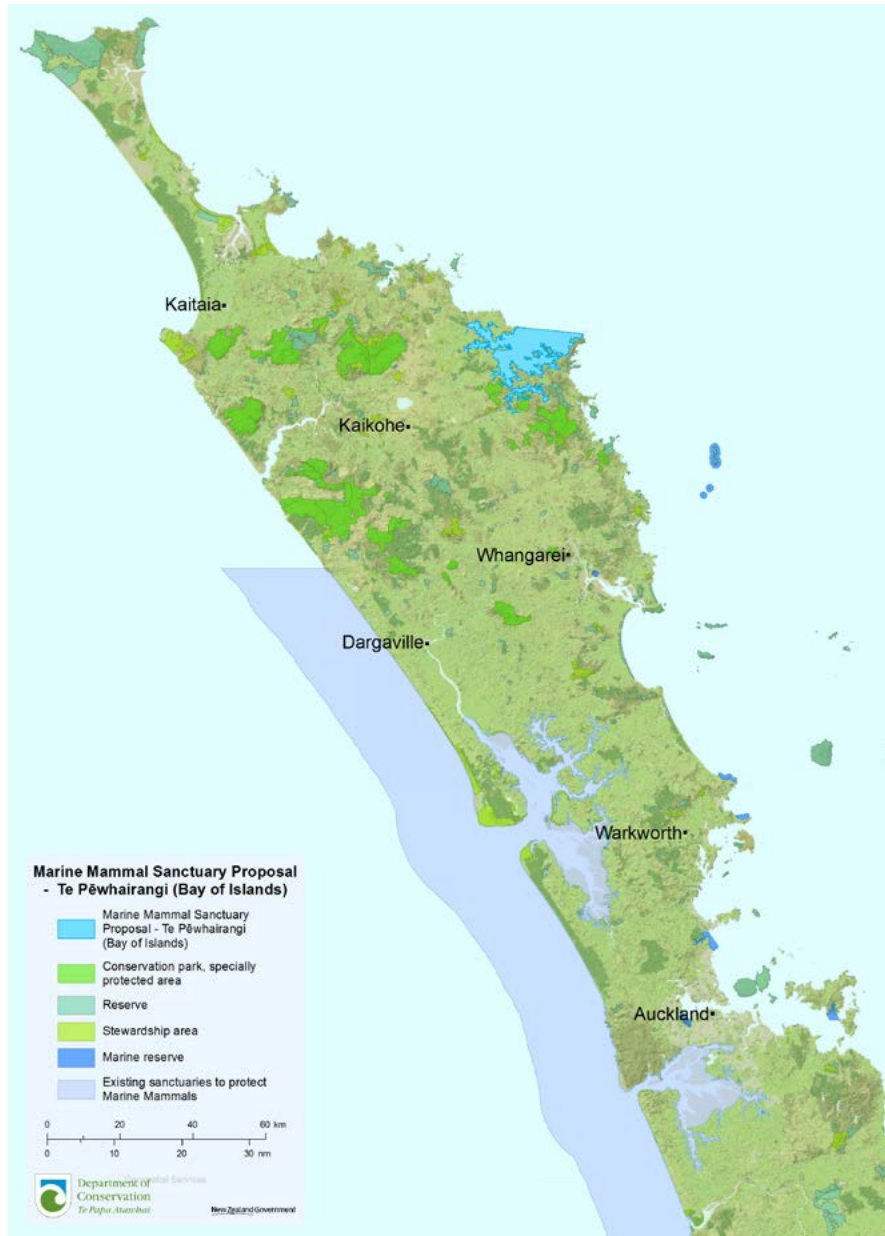 Kaitaia
Kaikohe
Whangarei
Dargaville
Warkworth
Auckland
Marine Mammal Sanctuary Proposal
- Te Pēwhairangi (Bay of Islands)
Marine Mammal Sanctuary
Proposal - Te Pēwhairangi
(Bay of Islands)
Conservation park, specially
protected area
Reserve
Stewardship area
Marine reserve
Existing sanctuaries to protect
Marine Mammals
0 20 40 60 km
0 10 20 30 nm
Services
Department of
Conservation
Te Papa Atawhai
New Zealand Government